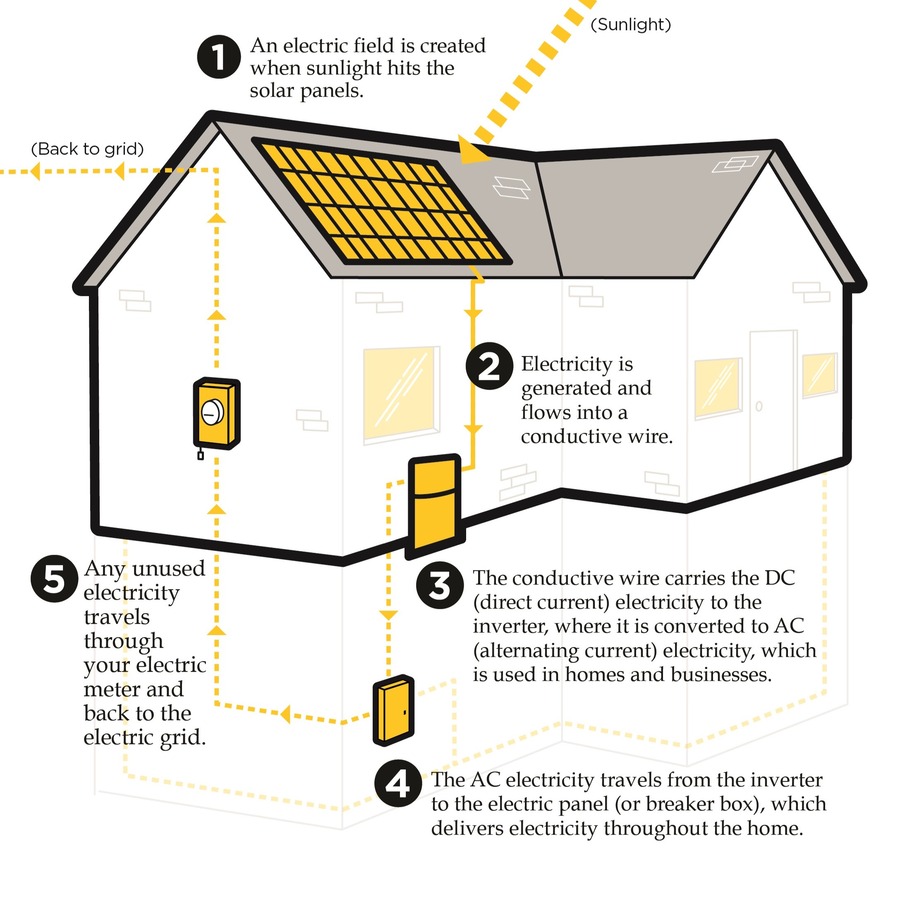 (Sunlight)
1
An electric field is created
when sunlight hits the
solar panels.
(Back to grid)
2
Electricity is
generated and
flows into a
conductive wire.
3
The conductive wire carries the DC
(direct current) electricity to the
inverter, where it is converted to AC
(alternating current) electricity, which
is used in homes and businesses.
5
Any unused
electricity
travels
through
your electric
meter and
back to the
electric grid.
4
The AC electricity travels from the inverter
to the electric panel (or breaker box), which
delivers electricity throughout the home.